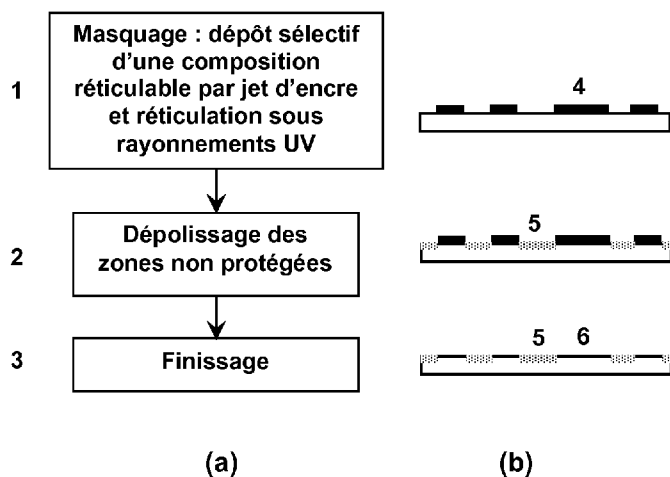 Masquage : dépôt sélectif
d'une composition
réticulable par jet d'encre
et réticulation sous
rayonnements UV
1
4
Dépolissage des
zones non protégées
2
5
Finissage
3
5 6
(a)
(b)